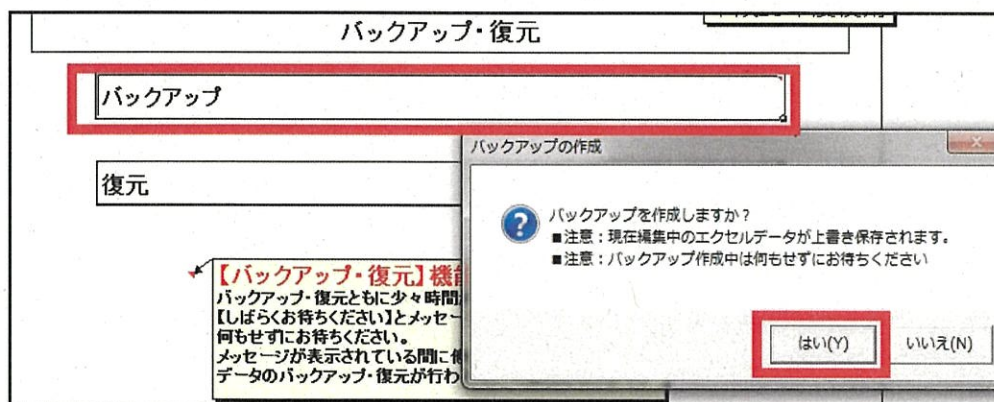 バックアップ・復元
バックアップ
バックアップの作成
復元
バックアップを作成しますか?
■注意:現在編集中のエクセルデータが上書き保存されます。
■注意:バックアップ作成中は何もせずにお待ちください
【バックアップ・復元】機
バックアップ・復元ともに少々時間
【しばらくお待ちください】とメッセー
何もせずにお待ちください。
メッセージが表示されている間に
データのバックアップ・復元が行わ
はい(Y)
いいえ(N)